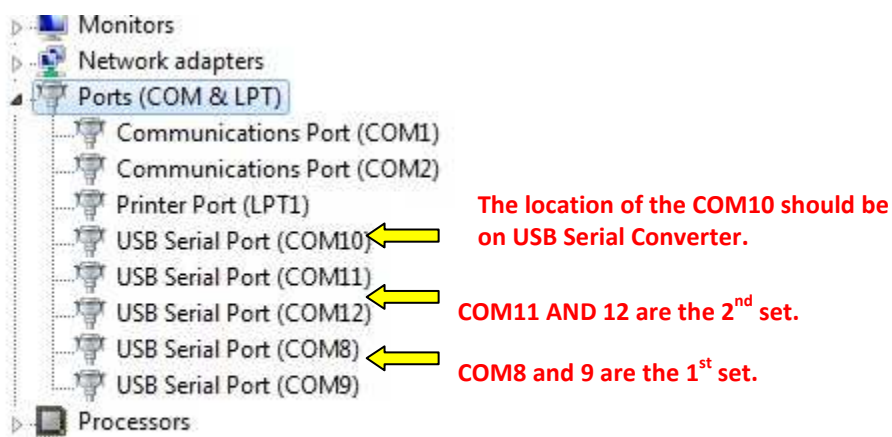 Monitors
Network adapters
Ports (COM & LPT)
Communications Port (COM1)
Communications Port (COM2)
Printer Port (LPT1)
USB Serial Port (COM10)
USB Serial Port (COM11)
USB Serial Port (COM12)
USB Serial Port (COM8)
USB Serial Port (COM9)
Processors
The location of the COM10 should be
on USB Serial Converter.
COM11 AND 12 are the 2nd set.
COM8 and 9 are the 1st set.